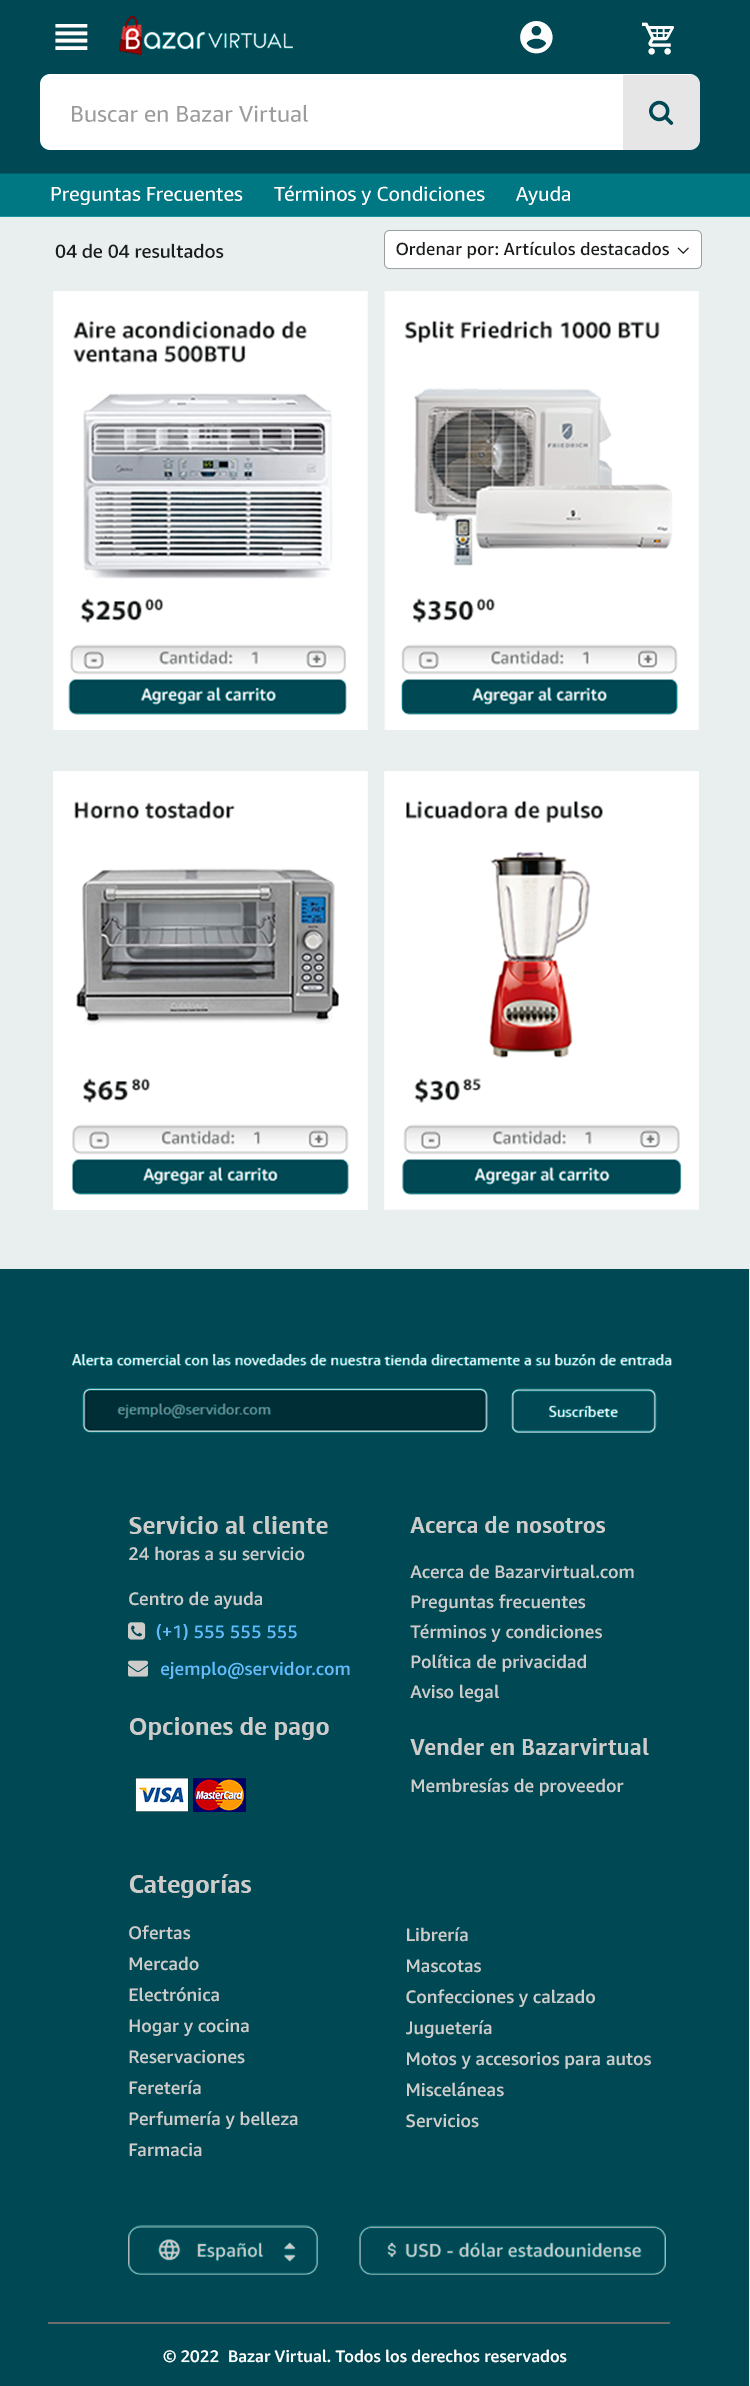 Bazar VIRTUAL
Buscar en Bazar Virtual
Preguntas Frecuentes Términos y Condiciones Ayuda
04 de 04 resultados
Ordenar por: Artículos destacados
Aire acondicionado de
ventana 500BTU
$250 00
- Cantidad: 1 +
Agregar al carrito
Split Friedrich 1000 BTU
FRIEDRICH
$350 00
- Cantidad: 1 +
Agregar al carrito
Horno tostador
$65 80
- Cantidad: 1 +
Agregar al carrito
Licuadora de pulso
$30 85
- Cantidad: 1 +
Agregar al carrito
Alerta comercial con las novedades de nuestra tienda directamente a su buzón de entrada
ejemplo@servidor.com
Suscríbete
Servicio al cliente
24 horas a su servicio
Centro de ayuda
(+1) 555 555 555
ejemplo@servidor.com
Opciones de pago
VISA MasterCard
Acerca de nosotros
Acerca de Bazarvirtual.com
Preguntas frecuentes
Términos y condiciones
Política de privacidad
Aviso legal
Vender en Bazarvirtual
Membresías de proveedor
Categorías
Ofertas
Mercado
Electrónica
Hogar y cocina
Reservaciones
Feretería
Perfumería y belleza
Farmacia
Librería
Mascotas
Confecciones y calzado
Juguetería
Motos y accesorios para autos
Misceláneas
Servicios
Español
$ USD - dólar estadounidense
© 2022 Bazar Virtual. Todos los derechos reservados